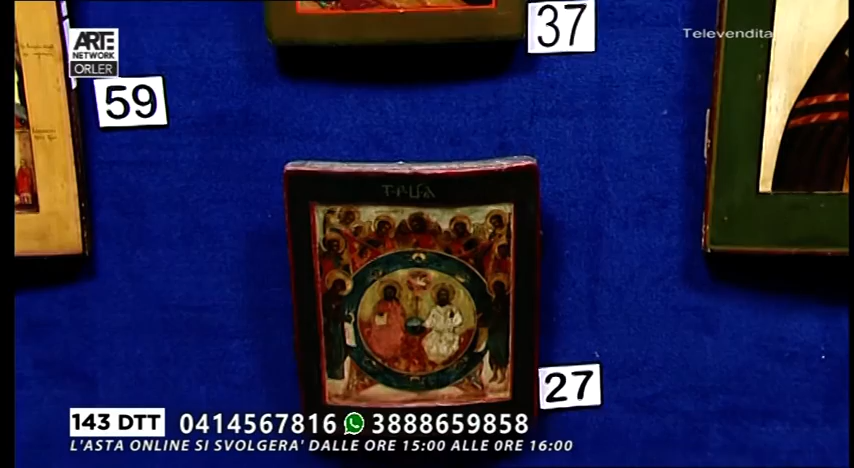 37
Televendita
ARTE
NETWORK
ORLER
59
27
143 DTT 0414567816 3888659858
L'ASTA ONLINE SI SVOLGERA' DALLE ORE 15:00 ALLE ORE 16:00